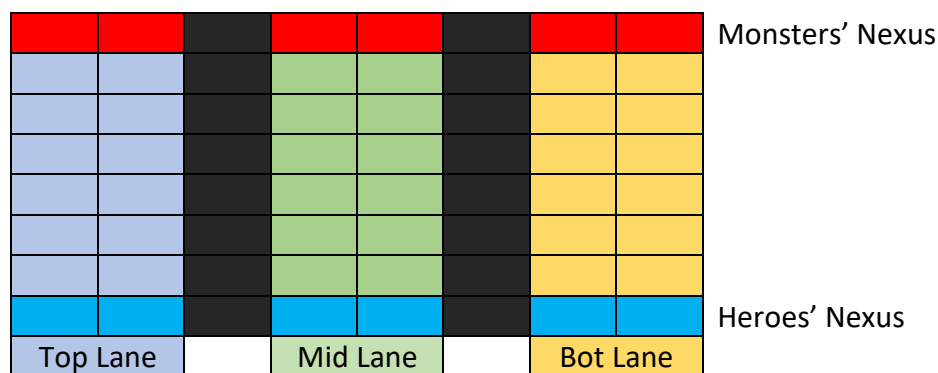 Monsters’ Nexus
Heroes’ Nexus
Top Lane
Mid Lane
Bot Lane